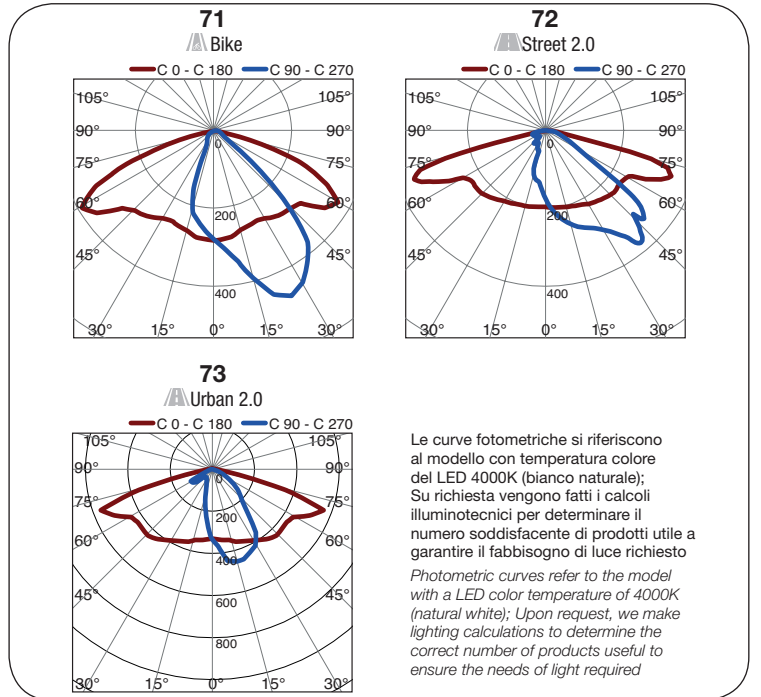 71
Bike
C 0 - C 180 C 90 - C 270
105° 105°
90° 90°
0
75° 75°
60° 60°
200
45° 45°
400
30° 15° 0° 15° 30°
72
Street 2.0
C 0 - C 180 C 90 - C 270
105° 105°
90° 90°
0
75° 75°
60° 60°
200
45° 45°
400
30° 15° 0° 15° 30°
73
Urban 2.0
C 0 - C 180 C 90 - C 270
105° 105°
90° 90°
0
75° 75°
200
60° 60°
400
45° 45°
600
800
30° 15° 0° 15° 30°
Le curve fotometriche si riferiscono
al modello con temperatura colore
del LED 4000K (bianco naturale);
Su richiesta vengono fatti i calcoli
illuminotecnici per determinare il
numero soddisfacente di prodotti utile a
garantire il fabbisogno di luce richiesto
Photometric curves refer to the model
with a LED color temperature of 4000K
(natural white); Upon request, we make
lighting calculations to determine the
correct number of products useful to
ensure the needs of light required